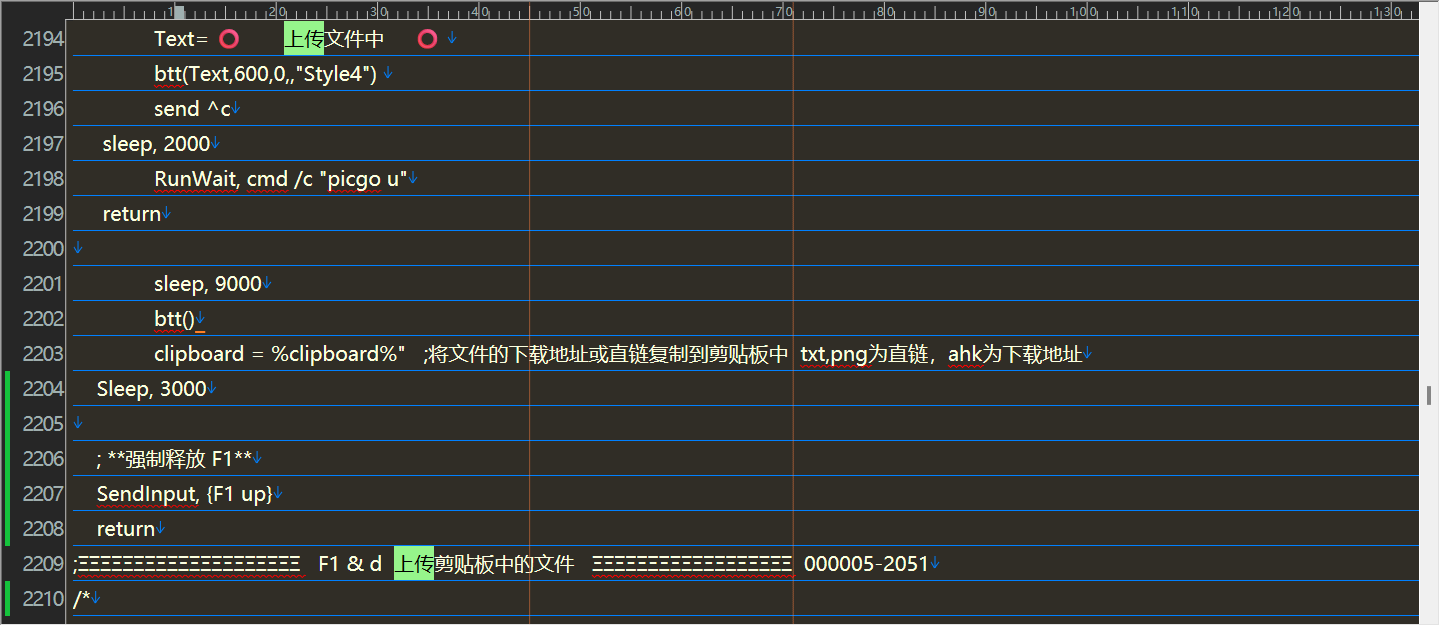 10 20 30 40 50 60 70 80 90 100 110 120 130
2194 Text= ⭕ 上传文件中 ⭕ ↓
2195 btt(Text,600,0,,"Style4") ↓
2196 send ^c↓
2197 sleep, 2000↓
2198 RunWait, cmd /c "picgo u"↓
2199 return↓
2200 ↓
2201 sleep, 9000↓
2202 btt()↓
2203 clipboard = %clipboard%" ;将文件的下载地址或直链复制到剪贴板中 txt,png为直链，ahk为下载地址↓
2204 Sleep, 3000↓
2205 ↓
2206 ; **强制释放 F1**↓
2207 SendInput, {F1 up}↓
2208 return↓
2209 ;ΞΞΞΞΞΞΞΞΞΞΞΞΞΞΞΞΞΞΞΞ F1 & d 上传剪贴板中的文件 ΞΞΞΞΞΞΞΞΞΞΞΞΞΞΞΞΞΞ 000005-2051↓
2210 /*↓